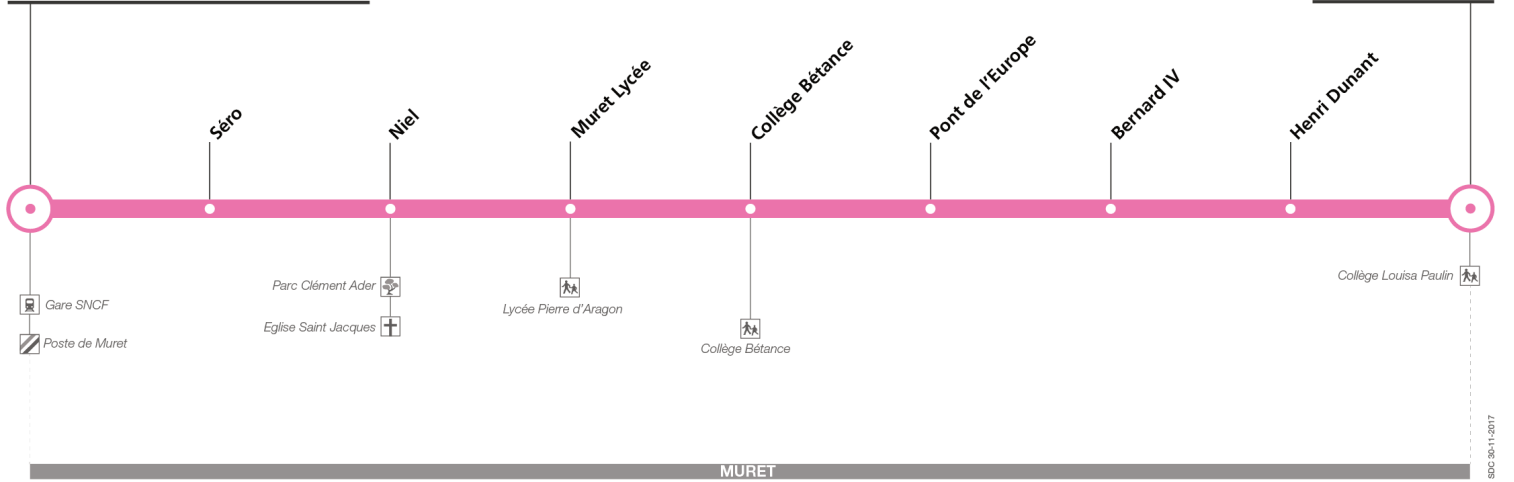 Séro
Niel
Muret Lycée
Collège Bétance
Pont de l'Europe
Bernard IV
Henri Dunant
Gare SNCF
Poste de Muret
Parc Clément Ader
Eglise Saint Jacques
Lycée Pierre d'Aragon
Collège Bétance
Collège Louisa Paulin
MURET
SDC 30-11-2017